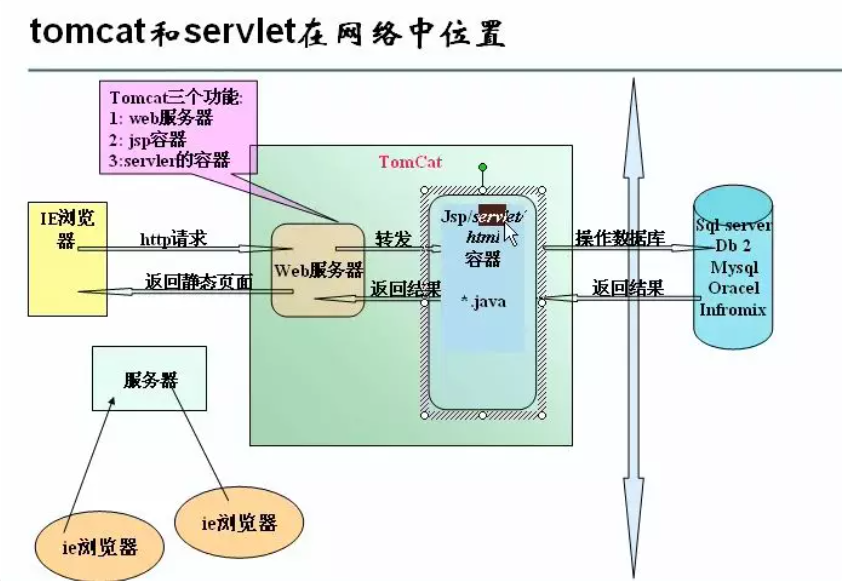 tomcat和servlet在网络中位置
Tomcat三个功能:
1: web服务器
2: jsp容器
3:servler的容器
TomCat
IE浏览
器
http请求
返回静态页面
Web服务器
转发
返回结果
Jsp/servlet/
html
容器
*.java
操作数据库
返回结果
Sql server
Db 2
Mysql
Oracel
Infromix
服务器
ie浏览器
ie浏览器